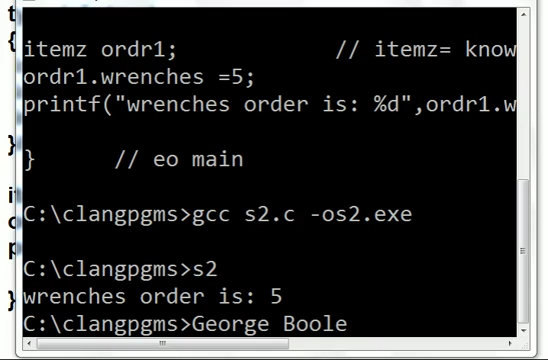 itemz ordr1;               // itemz= know
ordr1.wrenches =5;
printf("wrenches order is: %d",ordr1.w
}       // eo main
C:\clangpgms>gcc s2.c -os2.exe
C:\clangpgms>s2
wrenches order is: 5
C:\clangpgms>George Boole